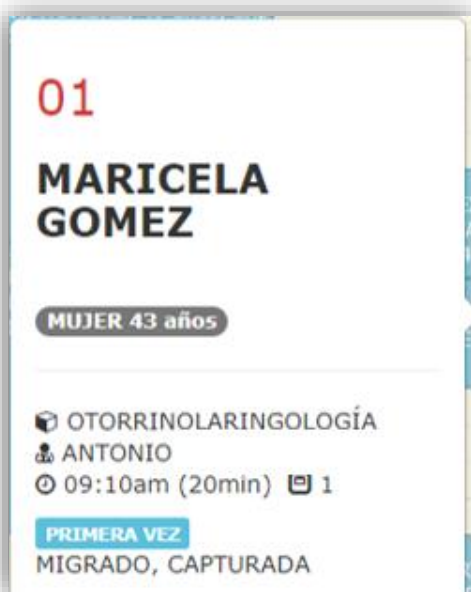 01
MARICELA
GOMEZ
MUJER 43 años
OTORRINOLARINGOLOGÍA
ANTONIO
09:10am (20min) 1
PRIMERA VEZ
MIGRADO, CAPTURADA